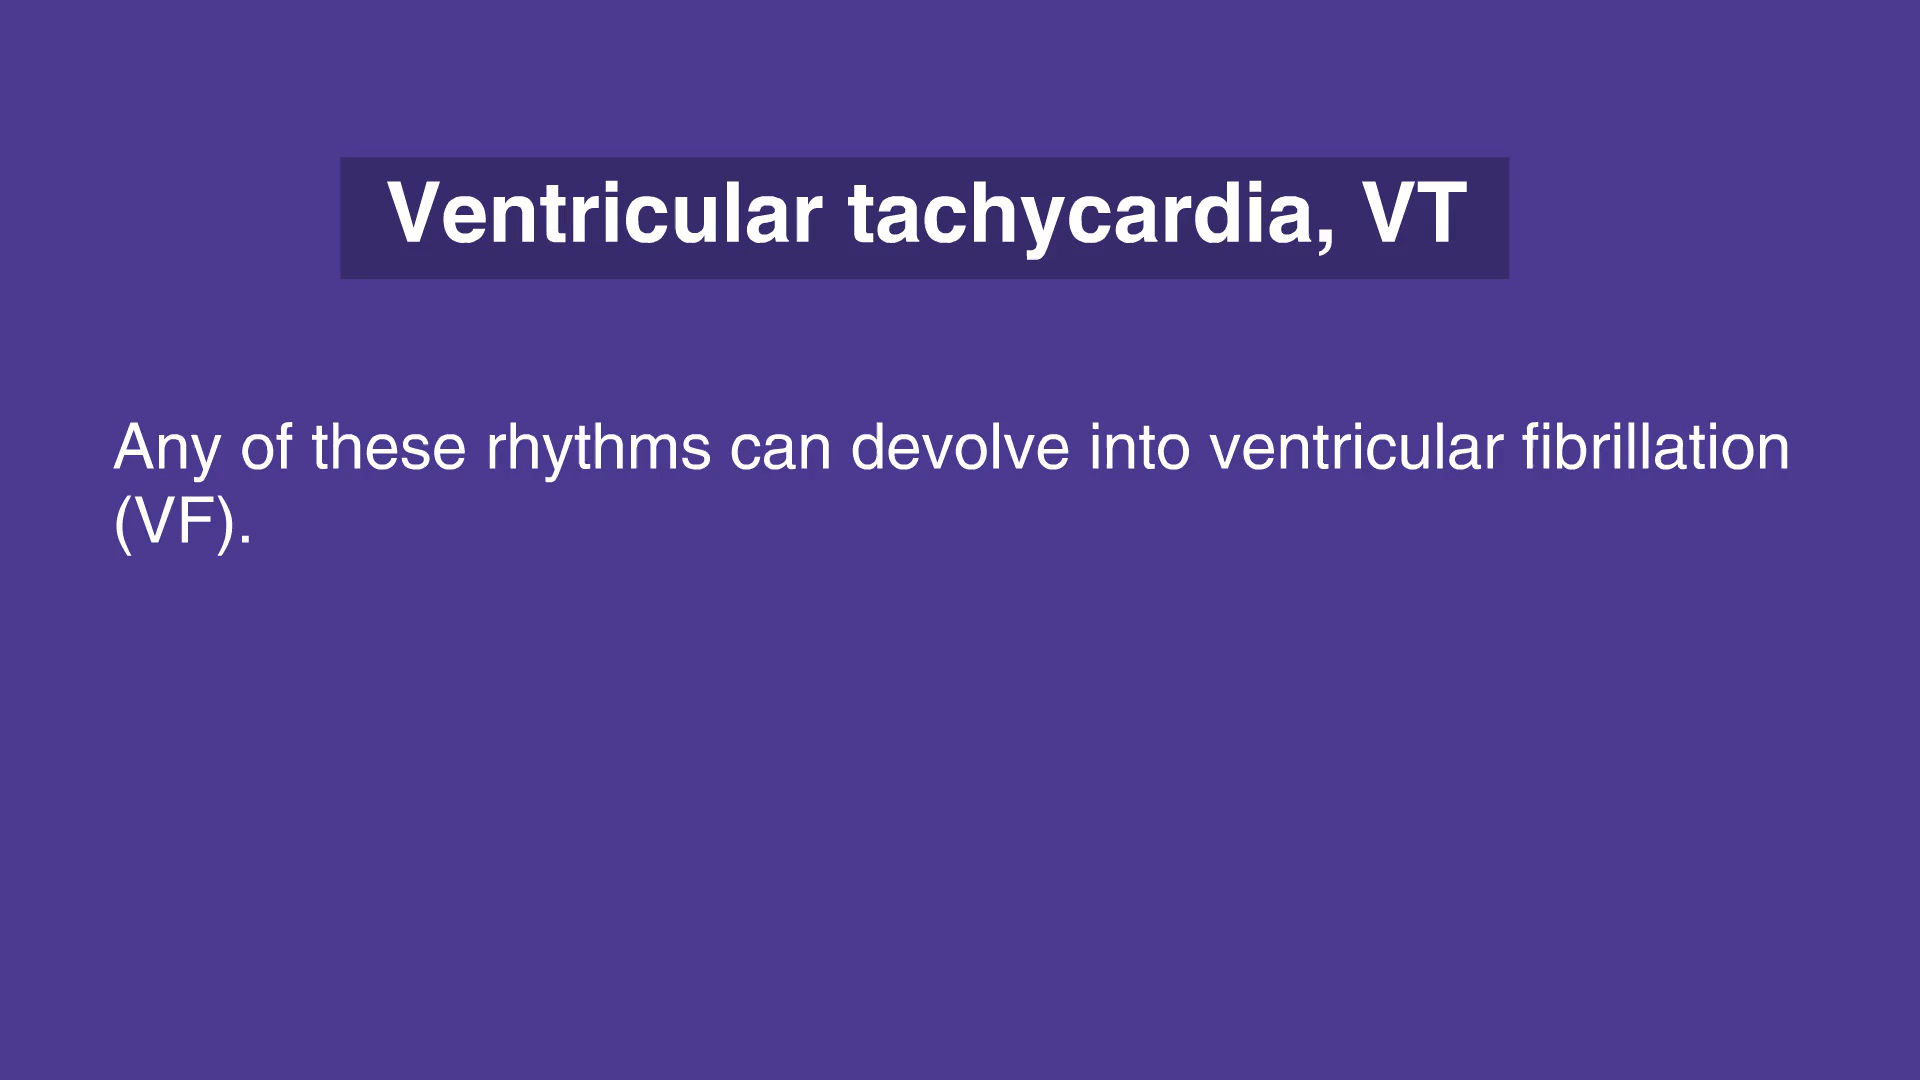 Ventricular tachycardia, VT
Any of these rhythms can devolve into ventricular fibrillation
(VF).